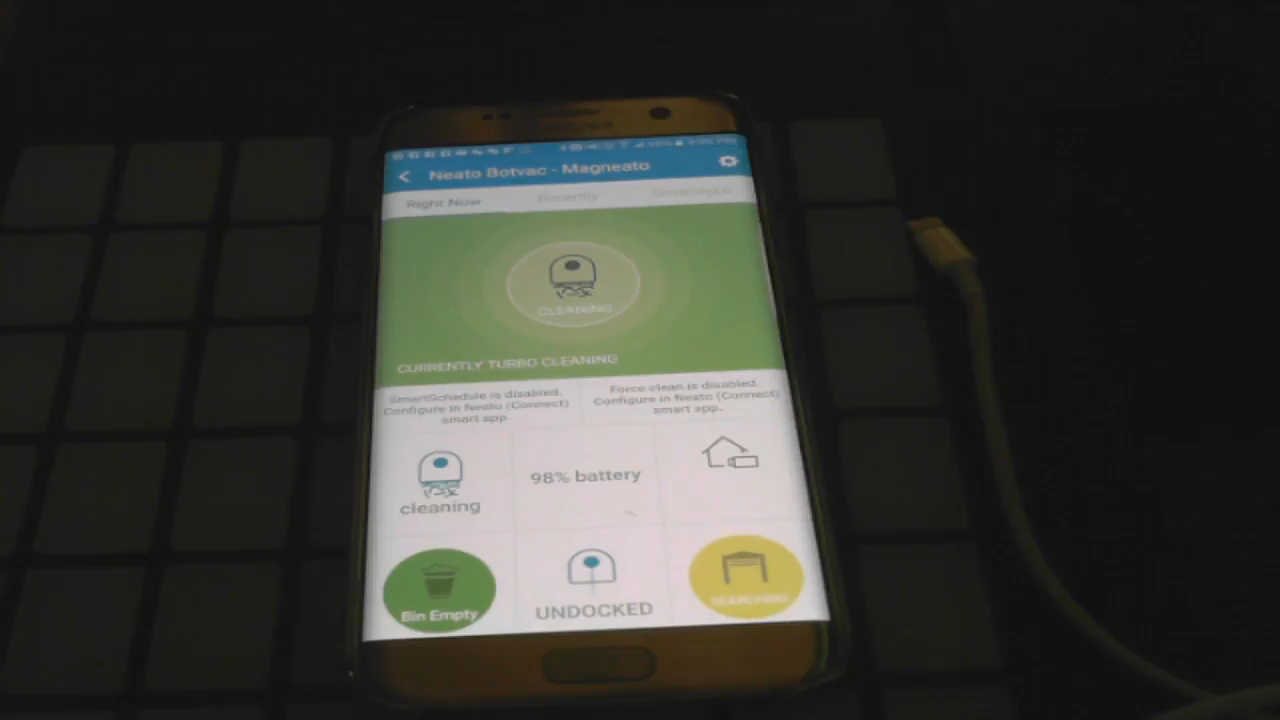 Neato Botvac - Magneato
Right Now Recently SmartApps
CLEANING
CURRENTLY TURBO CLEANING
SmartSchedule is disabled.
Configure in Neato (Connect)
smart app.
Force clean is disabled.
Configure in Neato (Connect)
smart app.
cleaning
98% battery
Bin Empty
UNDOCKED
SEARCHING